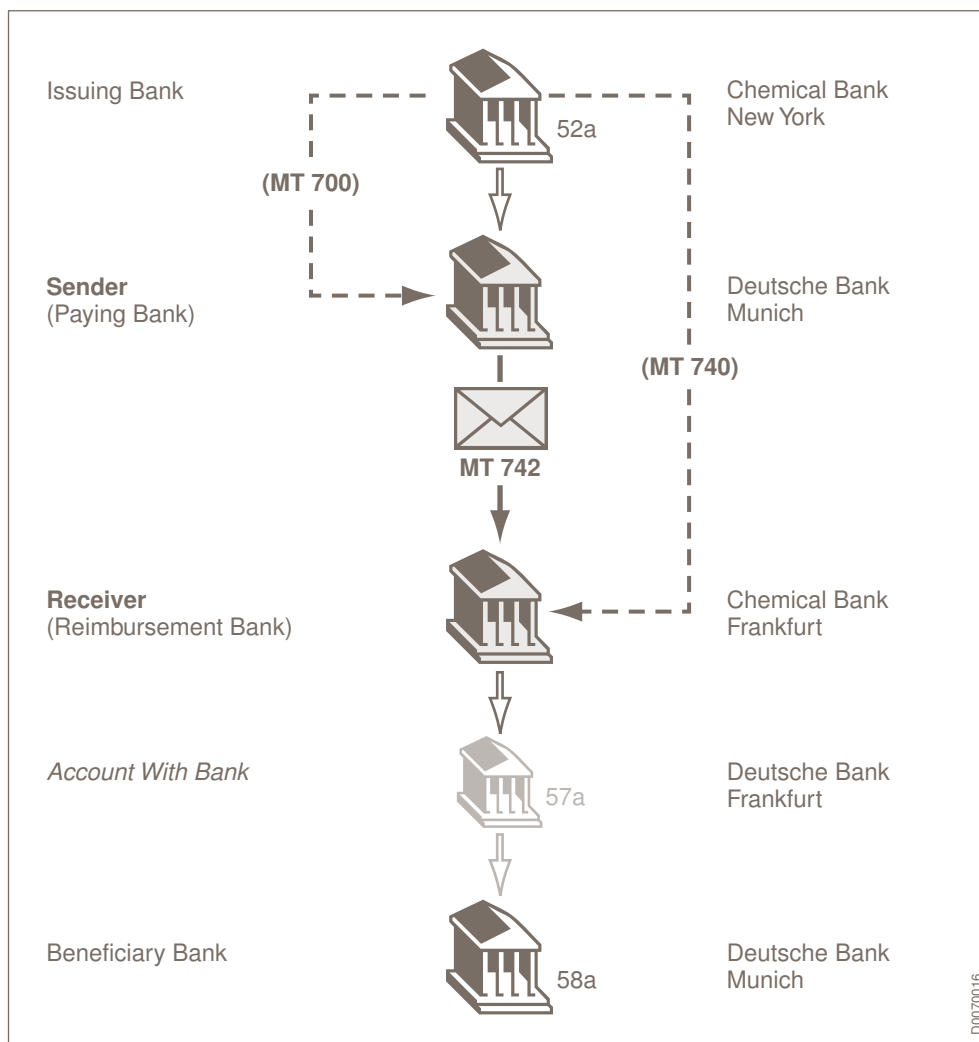 Issuing Bank
52a
Chemical Bank
New York
(MT 700)
Sender
(Paying Bank)
Deutsche Bank
Munich
(MT 740)
MT 742
Receiver
(Reimbursement Bank)
Chemical Bank
Frankfurt
Account With Bank
57a
Deutsche Bank
Frankfurt
Beneficiary Bank
58a
Deutsche Bank
Munich
D0070016